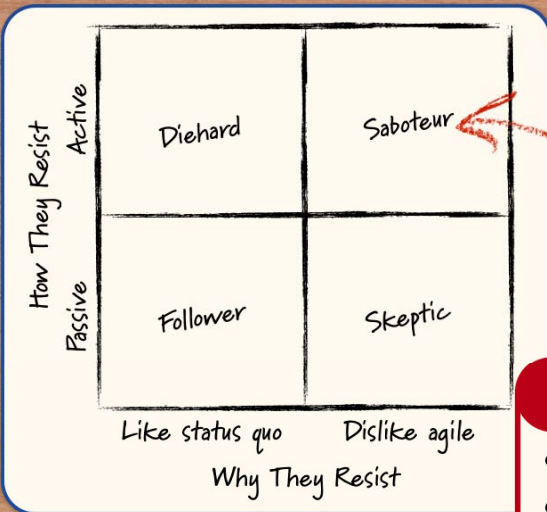 How They Resist
Active
Diehard
Saboteur
Passive
Follower
Skeptic
Like status quo
Dislike agile
Why They Resist